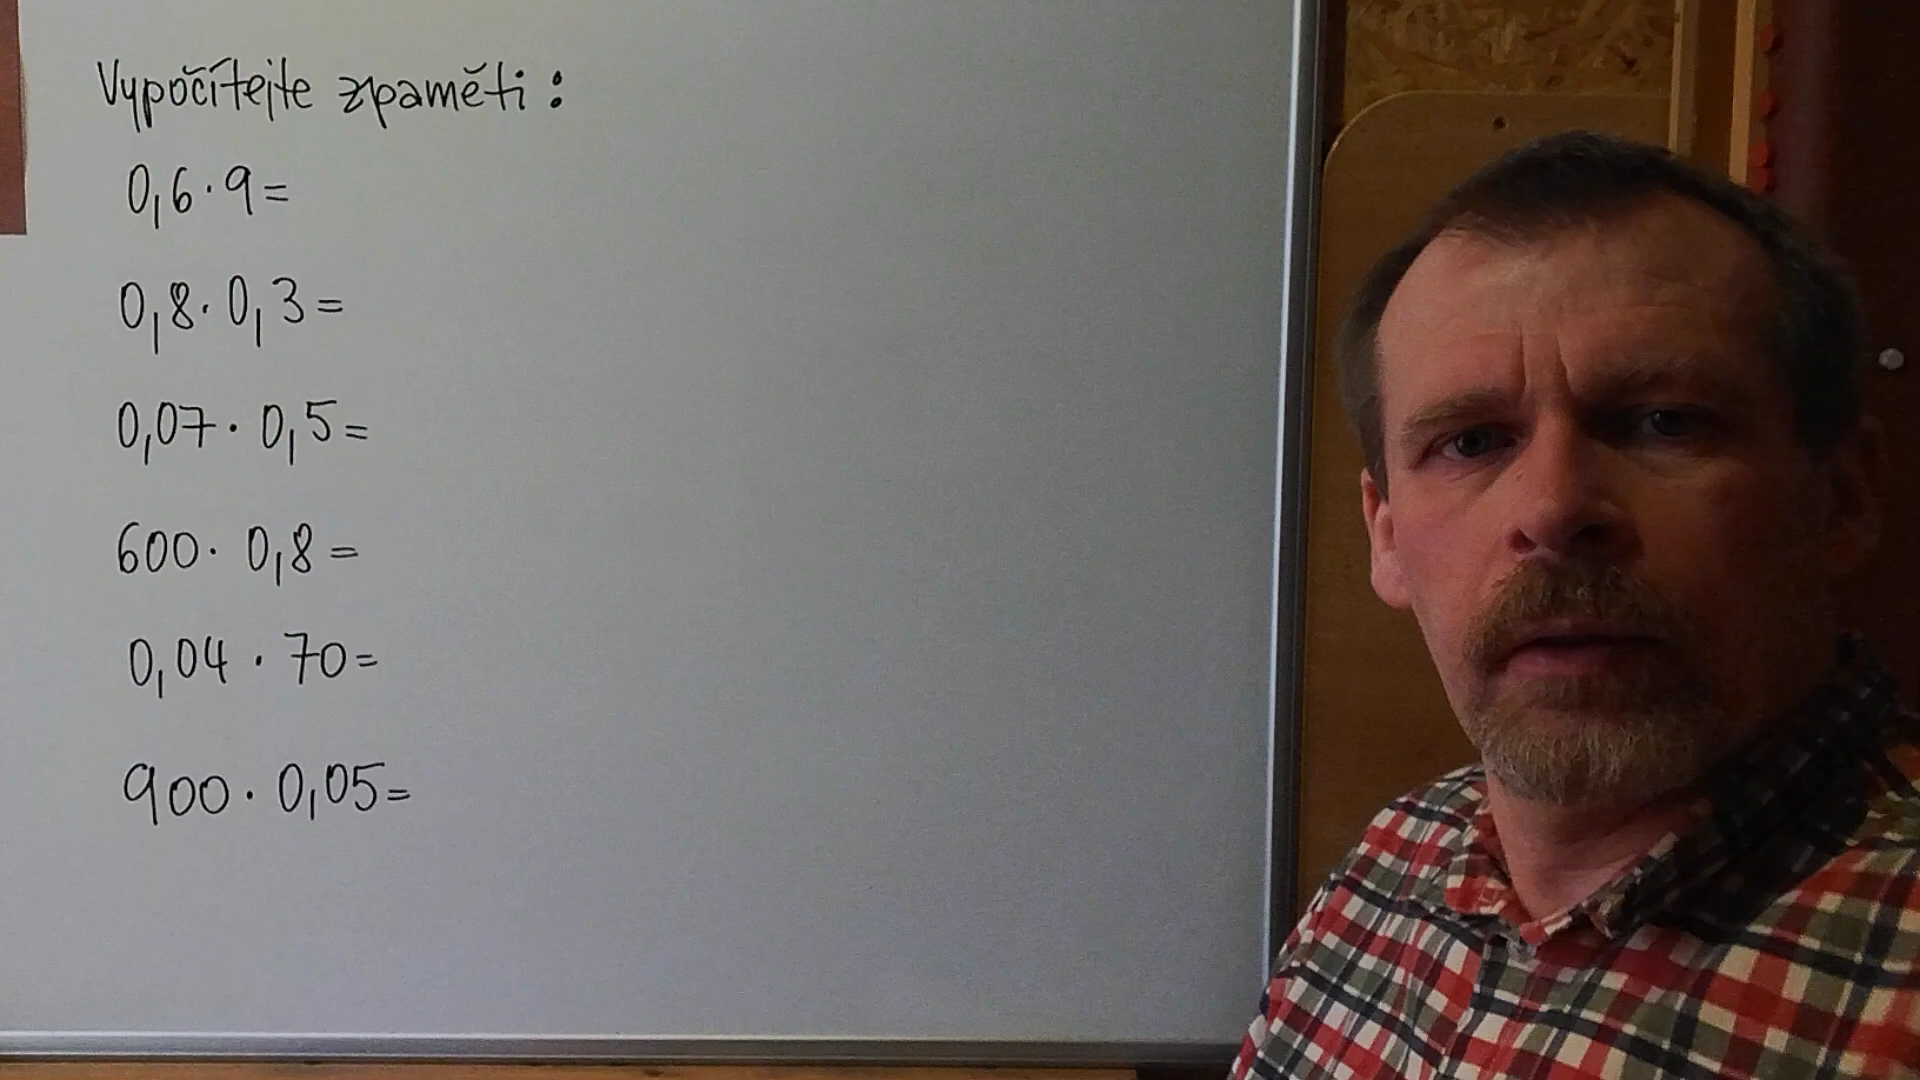 Vypočítejte zpaměti :
0,6 · 9 =
0,8 · 0,3 =
0,07 · 0,5 =
600 · 0,8 =
0,04 · 70 =
900 · 0,05 =